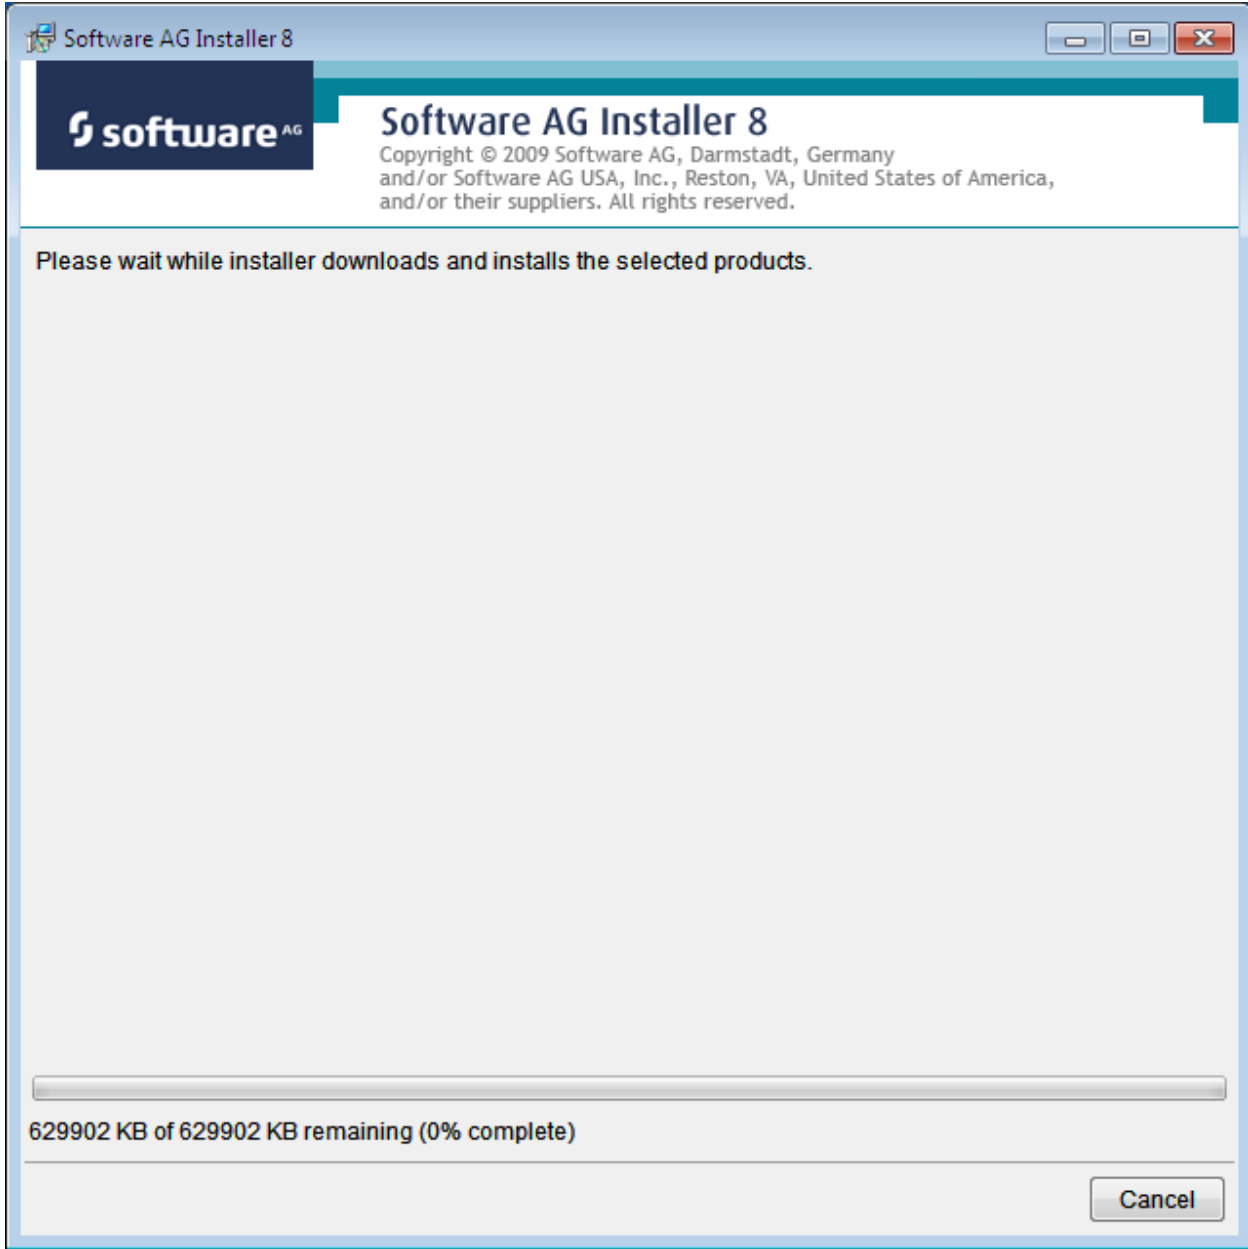 Software AG Installer 8
software AG
Software AG Installer 8
Copyright © 2009 Software AG, Darmstadt, Germany
and/or Software AG USA, Inc., Reston, VA, United States of America,
and/or their suppliers. All rights reserved.
Please wait while installer downloads and installs the selected products.
629902 KB of 629902 KB remaining (0% complete)
Cancel